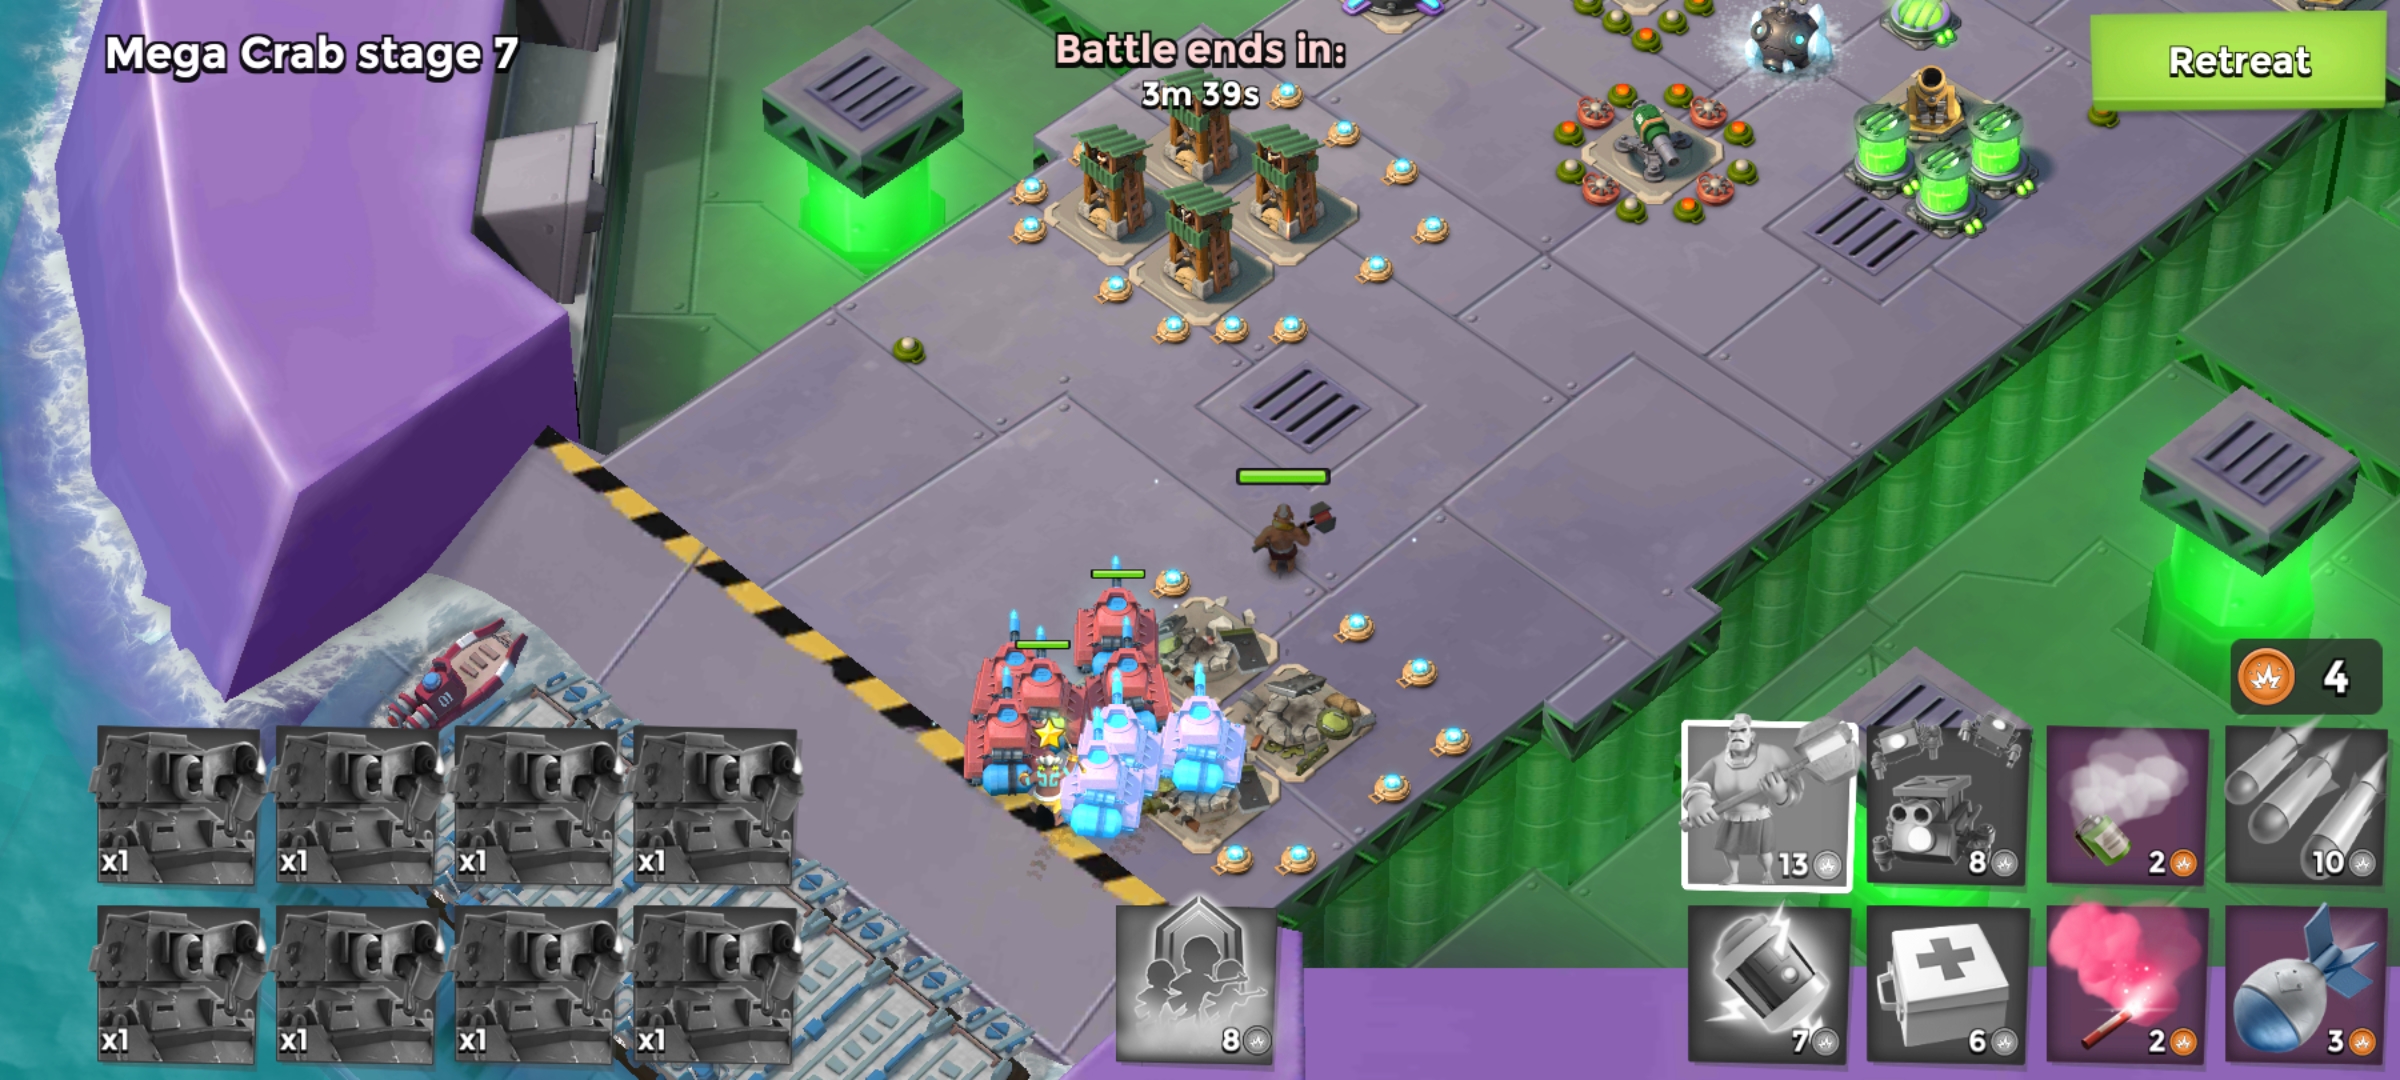 Mega Crab stage 7
Battle ends in:
3m 39s
Retreat
4
x1
x1
x1
x1
13
8
2
10
x1
x1
x1
x1
8
7
6
2
3